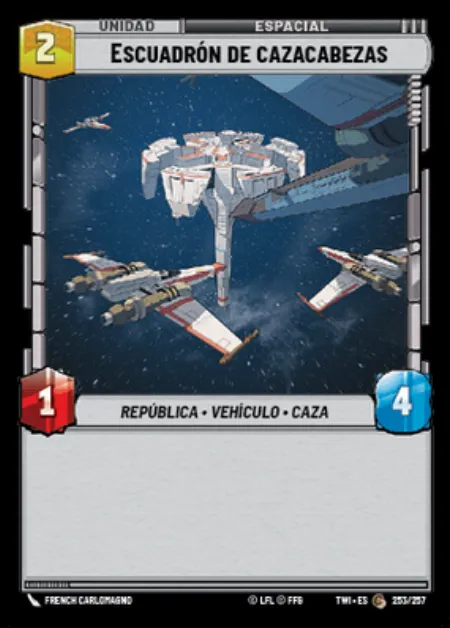 UNIDAD ESPACIAL
2 ESCUADRÓN DE CAZACABEZAS
1 REPÚBLICA • VEHÍCULO • CAZA 4
FRENCH CARLOMAGNO © LFL ℗ FFG TWI • ES C 253/257